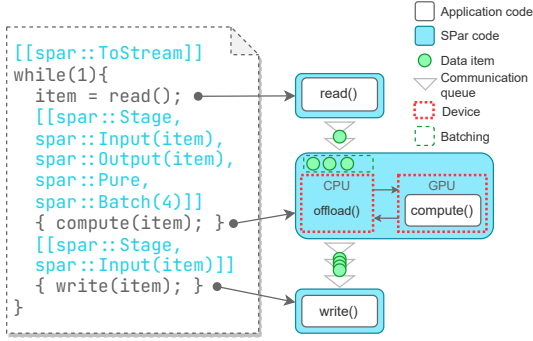 [[spar::ToStream]]
while(1){
item = read();
[[spar::Stage,
spar::Input(item),
spar::Output(item),
spar::Pure,
spar::Batch(4)]]
{ compute(item); }
[[spar::Stage,
spar::Input(item)]]
{ write(item); }
}
read()
CPU
GPU
offload()
compute()
write()
Application code
SPar code
Data item
Communication
queue
Device
Batching